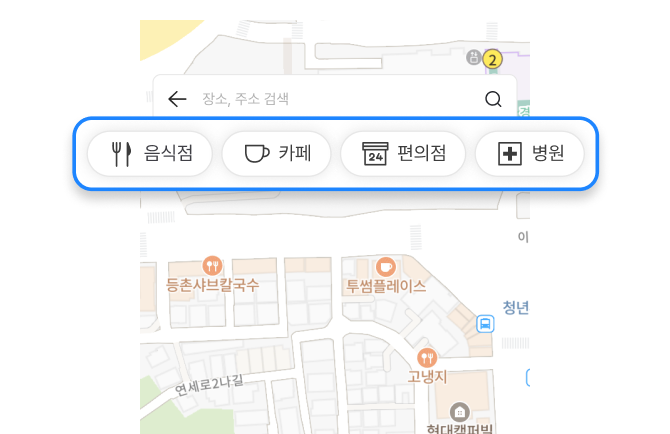 2
장소, 주소 검색
경
음식점
카페
24
편의점
병원
이
등촌샤브칼국수
투썸플레이스
청년
고냉지
연세로2나길
현대캠퍼빌